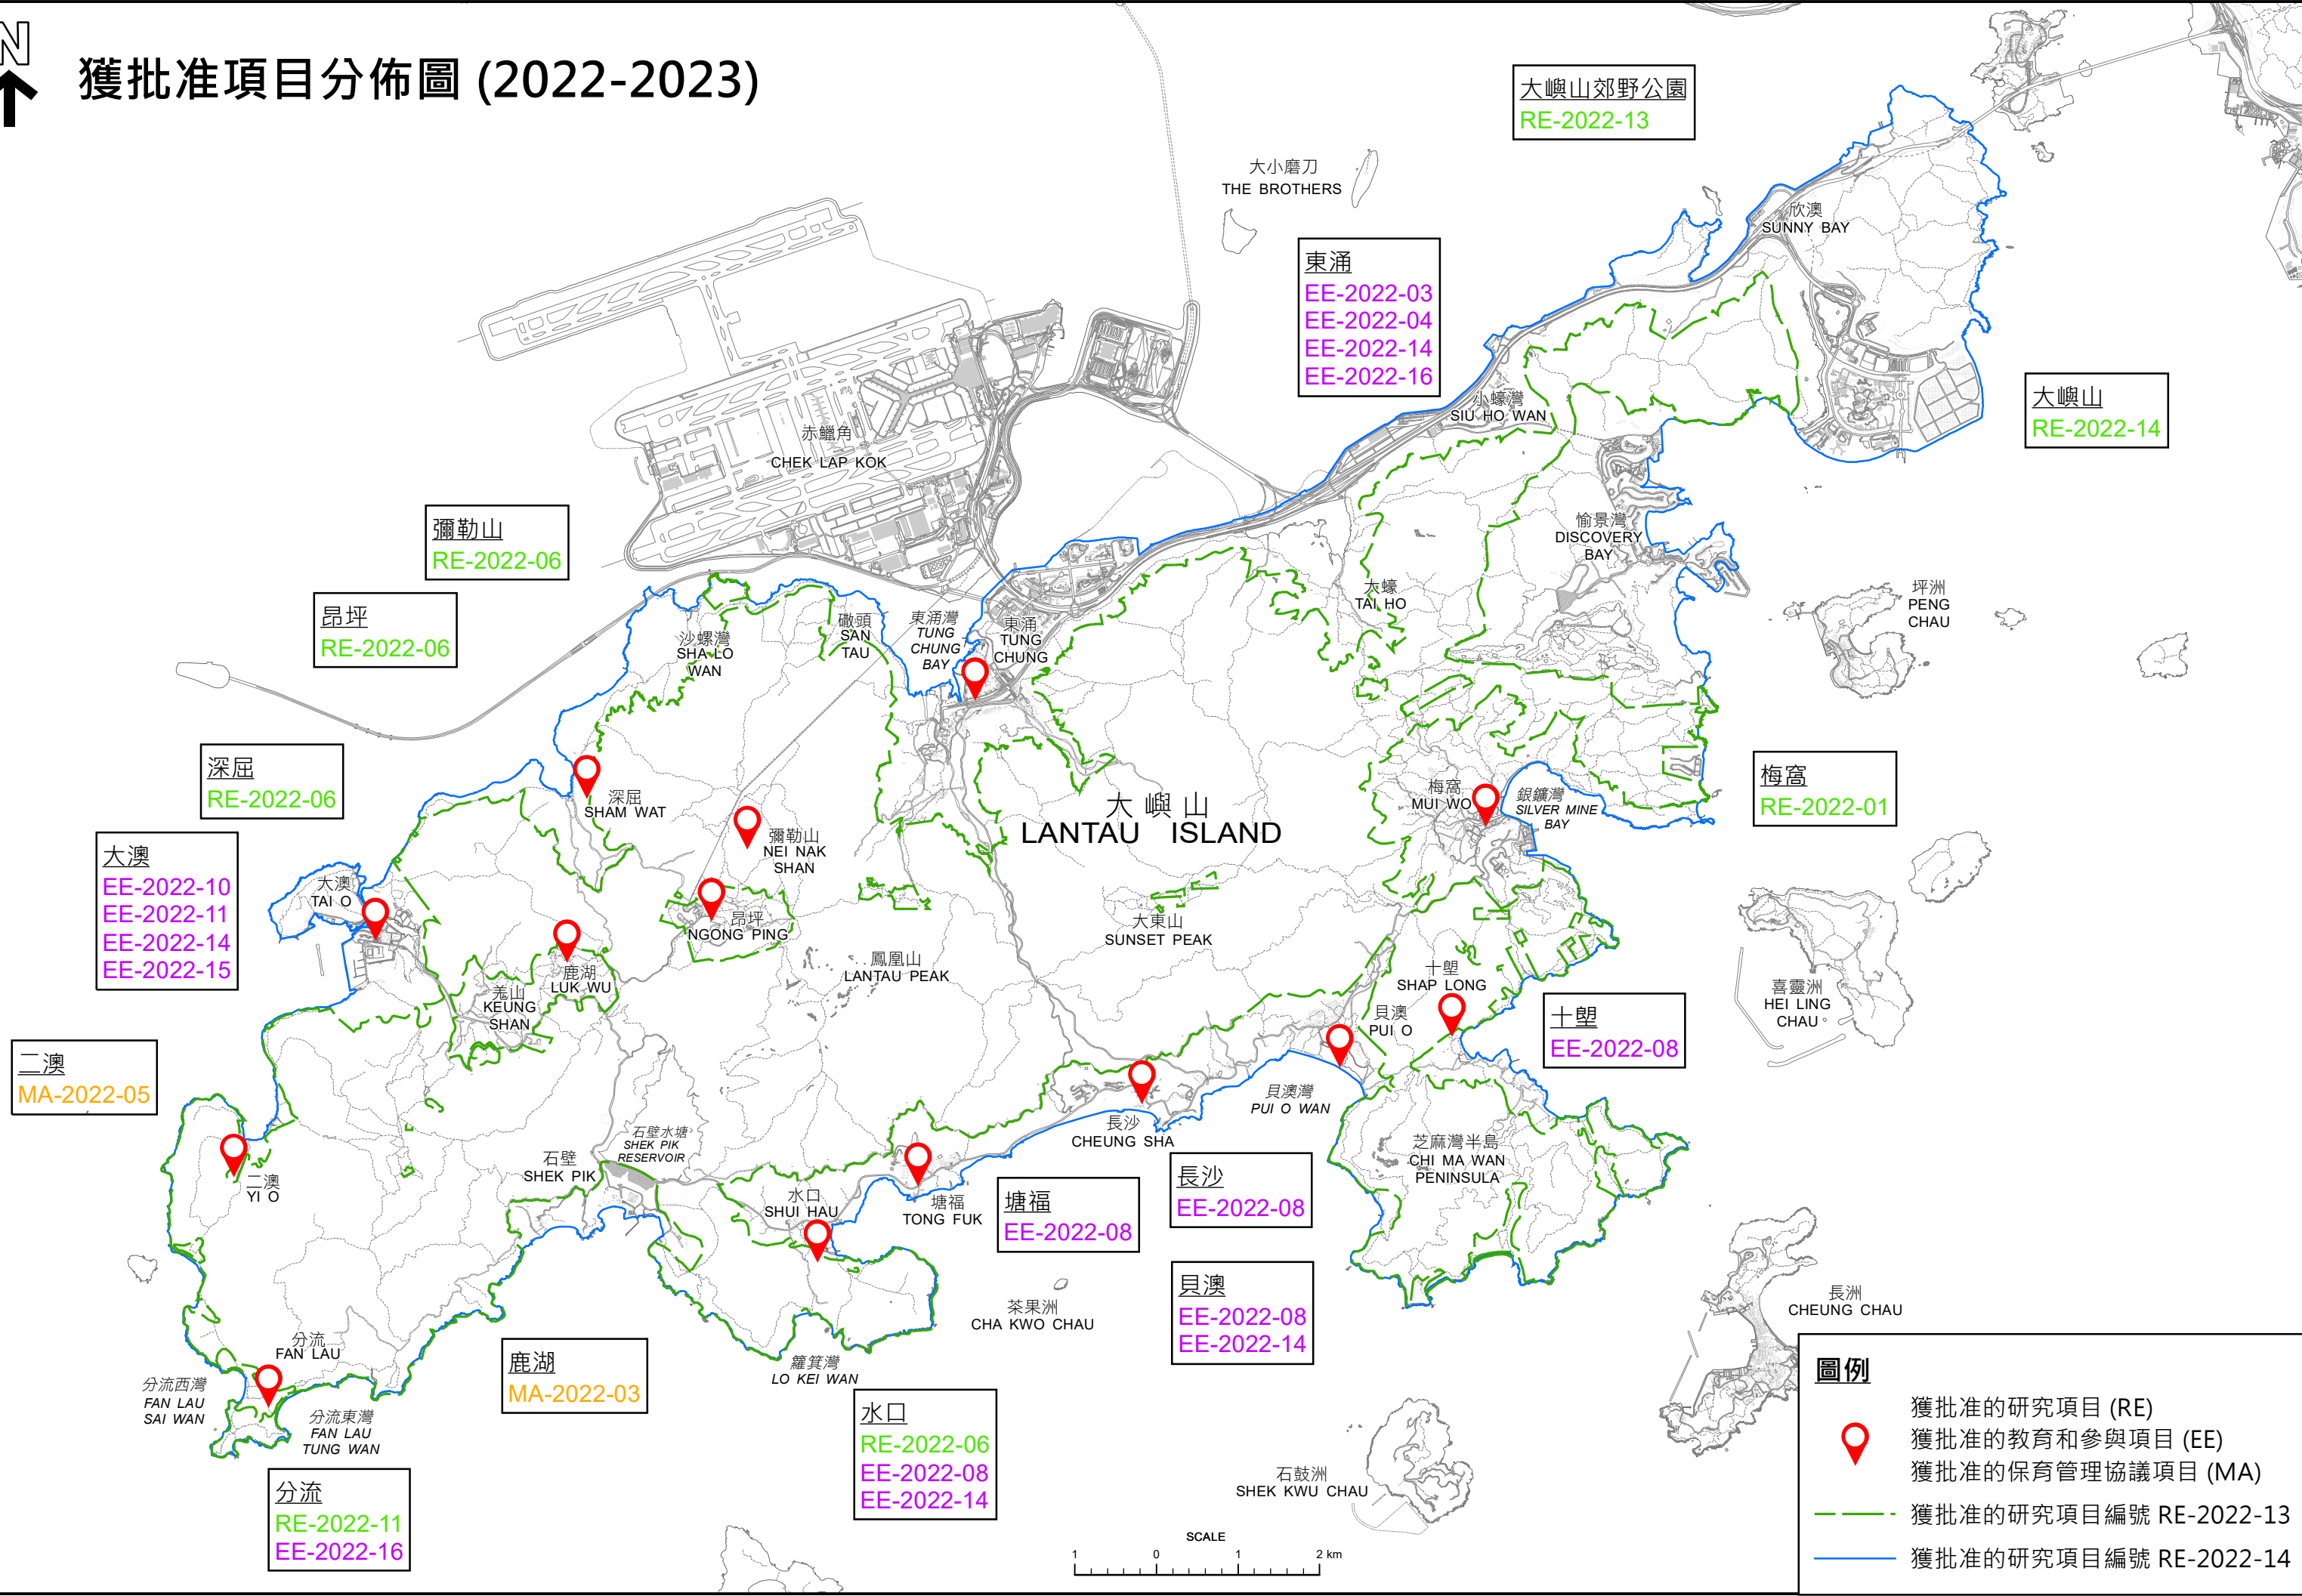 N
獲批准項目分佈圖 (2022-2023)
大嶼山郊野公園
RE-2022-13
大小磨刀
THE BROTHERS
欣澳
SUNNY BAY
東涌
EE-2022-03
EE-2022-04
EE-2022-14
EE-2022-16
小蠔灣
SIU HO WAN
大嶼山
RE-2022-14
赤鱲角
CHEK LAP KOK
彌勒山
RE-2022-06
愉景灣
DISCOVERY
BAY
昂坪
RE-2022-06
大蠔
TAI HO
坪洲
PENG
CHAU
沙螺灣
SHA LO
WAN
䃟頭
SAN
TAU
東涌灣
TUNG
CHUNG
BAY
東涌
TUNG
CHUNG
深屈
RE-2022-06
深屈
SHAM WAT
大嶼山
LANTAU ISLAND
梅窩
MUI WO
銀鑛灣
SILVER MINE
BAY
梅窩
RE-2022-01
大澳
EE-2022-10
EE-2022-11
EE-2022-14
EE-2022-15
彌勒山
NEI NAK
SHAN
大澳
TAI O
昂坪
NGONG PING
大東山
SUNSET PEAK
鳳凰山
LANTAU PEAK
鹿湖
LUK WU
羗山
KEUNG
SHAN
十塱
SHAP LONG
喜靈洲
HEI LING
CHAU
貝澳
PUI O
十塱
EE-2022-08
二澳
MA-2022-05
貝澳灣
PUI O WAN
長沙
CHEUNG SHA
石壁水塘
SHEK PIK
RESERVOIR
石壁
SHEK PIK
芝麻灣半島
CHI MA WAN
PENINSULA
二澳
YI O
水口
SHUI HAU
塘福
TONG FUK
塘福
EE-2022-08
長沙
EE-2022-08
貝澳
EE-2022-08
EE-2022-14
茶果洲
CHA KWO CHAU
長洲
CHEUNG CHAU
分流
FAN LAU
分流西灣
FAN LAU
SAI WAN
分流東灣
FAN LAU
TUNG WAN
鹿湖
MA-2022-03
籮箕灣
LO KEI WAN
水口
RE-2022-06
EE-2022-08
EE-2022-14
分流
RE-2022-11
EE-2022-16
石鼓洲
SHEK KWU CHAU
SCALE
1 0 1 2 km
圖例
獲批准的研究項目 (RE)
獲批准的教育和參與項目 (EE)
獲批准的保育管理協議項目 (MA)
獲批准的研究項目編號 RE-2022-13
獲批准的研究項目編號 RE-2022-14